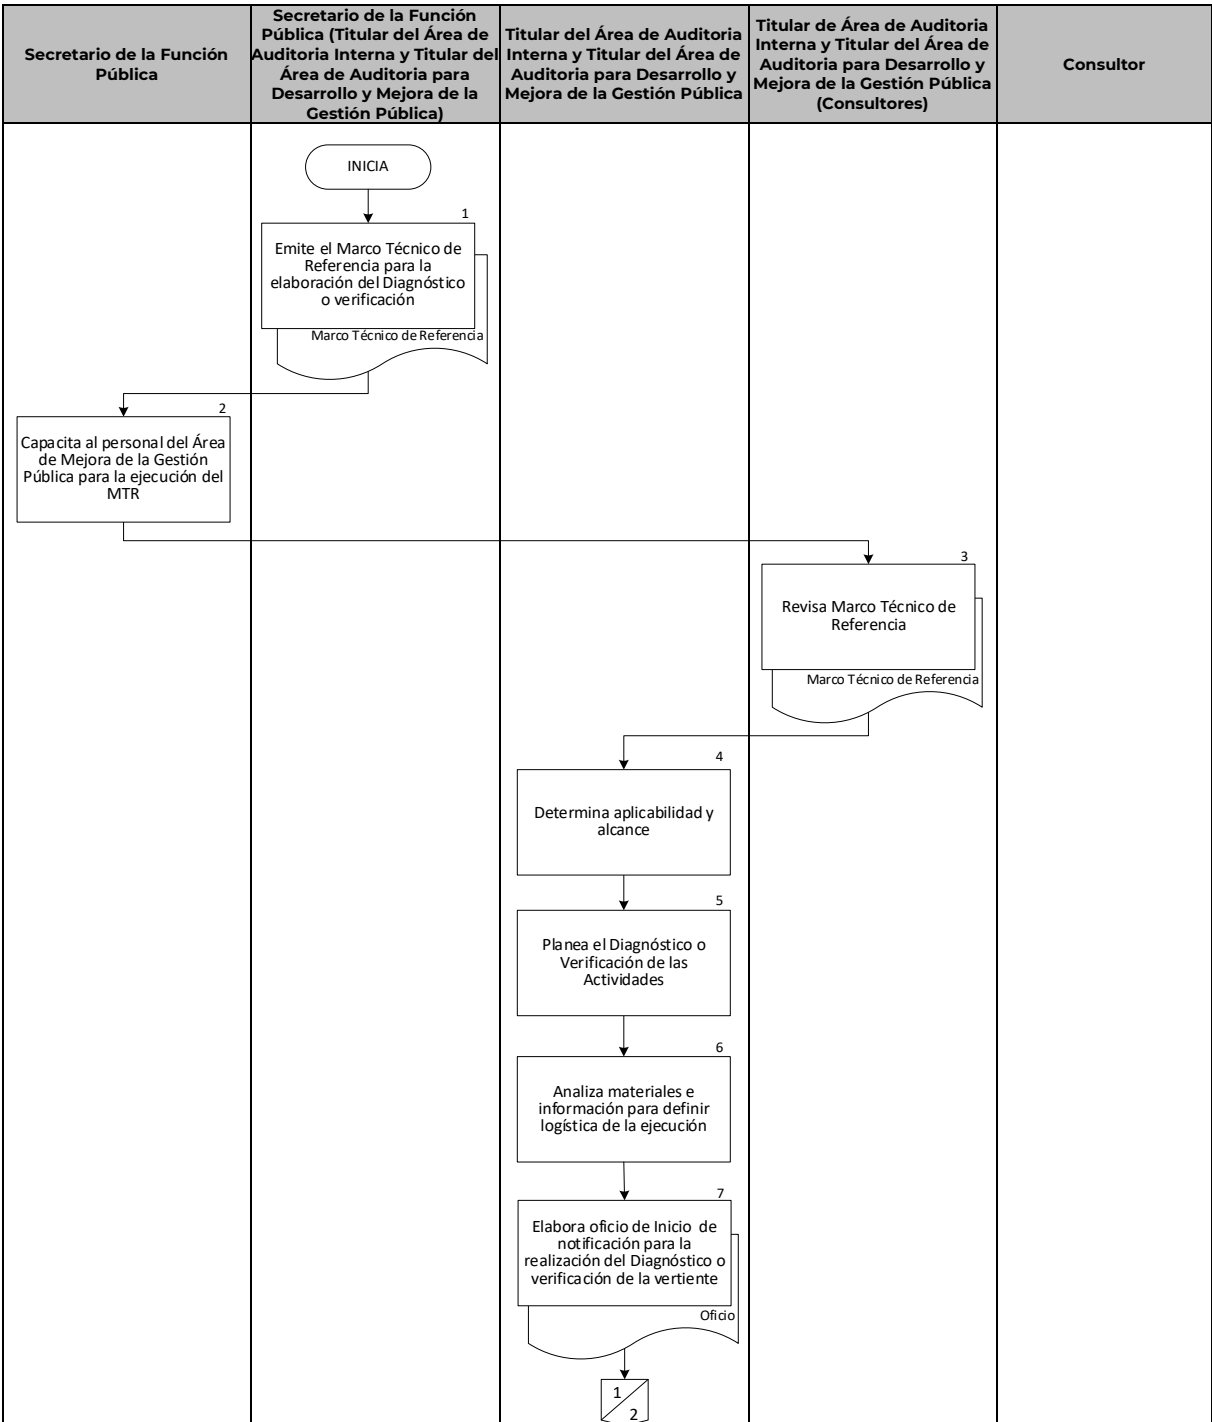 Secretario de la Función
Pública
Secretario de la Función
Pública (Titular del Área de
Auditoria Interna y Titular del
Área de Auditoria para
Desarrollo y Mejora de la
Gestión Pública)
Titular del Área de Auditoria
Interna y Titular del Área de
Auditoria para Desarrollo y
Mejora de la Gestión Pública
Titular de Área de Auditoria
Interna y Titular del Área de
Auditoria para Desarrollo y
Mejora de la Gestión Pública
(Consultores)
Consultor
INICIA
1
Emite el Marco Técnico de
Referencia para la
elaboración del Diagnóstico
o verificación
Marco Técnico de Referencia
2
Capacita al personal del Área
de Mejora de la Gestión
Pública para la ejecución del
MTR
3
Revisa Marco Técnico de
Referencia
Marco Técnico de Referencia
4
Determina aplicabilidad y
alcance
5
Planea el Diagnóstico o
Verificación de las
Actividades
6
Analiza materiales e
información para definir
logística de la ejecución
7
Elabora oficio de Inicio de
notificación para la
realización del Diagnóstico o
verificación de la vertiente
Oficio
1
2